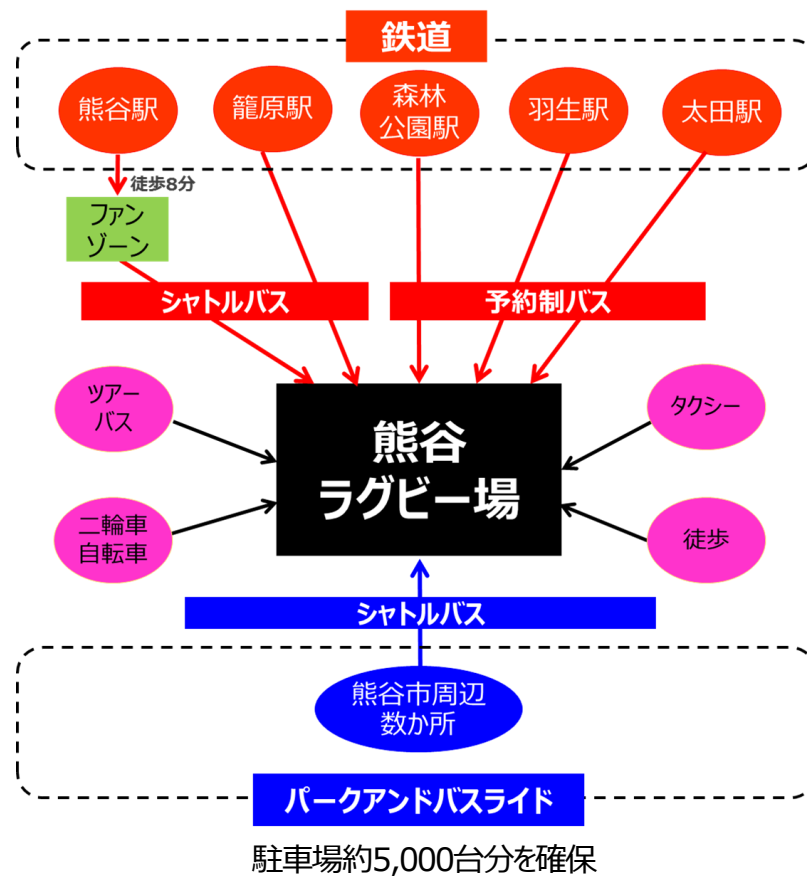 鉄道
熊谷駅
籠原駅
森林
公園駅
羽生駅
太田駅
徒歩8分
ファン
ゾーン
シャトルバス
予約制バス
ツアー
バス
タクシー
熊谷
ラグビー場
二輪車
自転車
徒歩
シャトルバス
熊谷市周辺
数か所
パークアンドバスライド
駐車場約5,000台分を確保